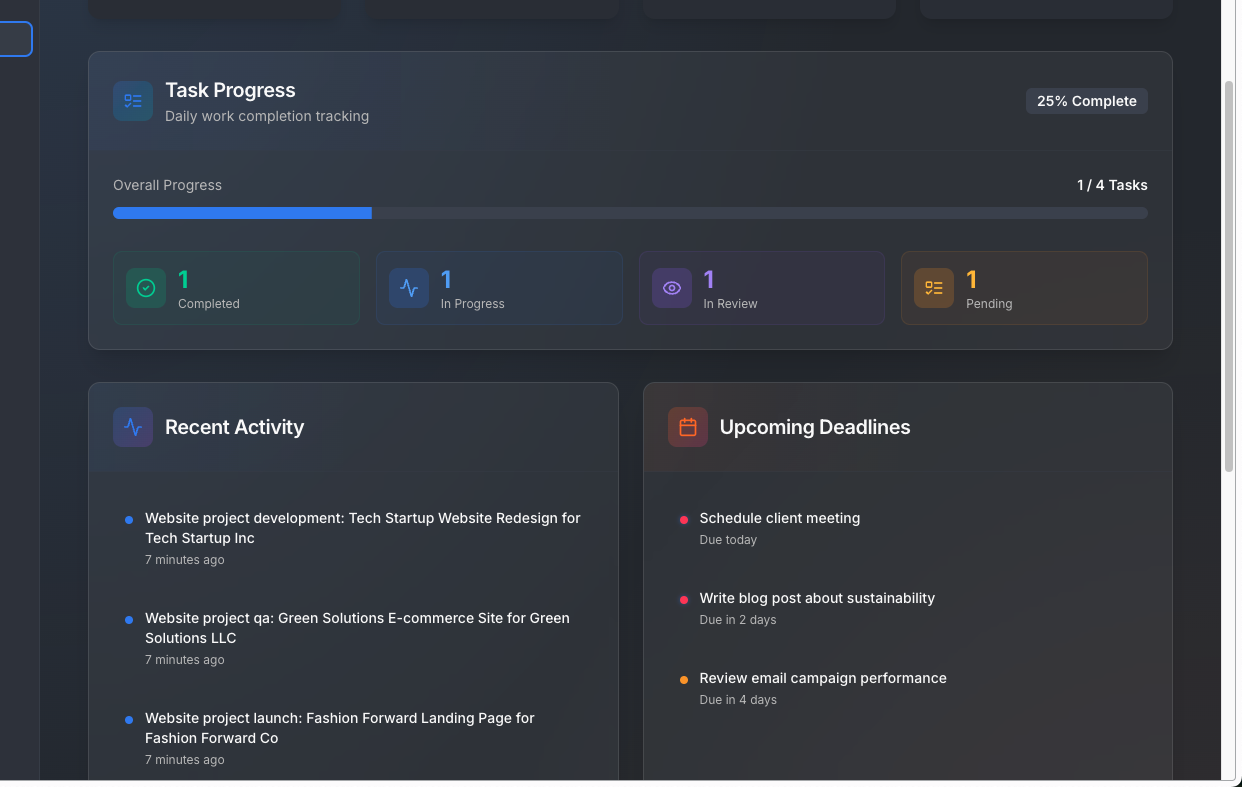 Task Progress
Daily work completion tracking
25% Complete
Overall Progress
1 / 4 Tasks
1
Completed
1
In Progress
1
In Review
1
Pending
Recent Activity
Website project development: Tech Startup Website Redesign for
Tech Startup Inc
7 minutes ago
Website project qa: Green Solutions E-commerce Site for Green
Solutions LLC
7 minutes ago
Website project launch: Fashion Forward Landing Page for
Fashion Forward Co
7 minutes ago
Upcoming Deadlines
Schedule client meeting
Due today
Write blog post about sustainability
Due in 2 days
Review email campaign performance
Due in 4 days